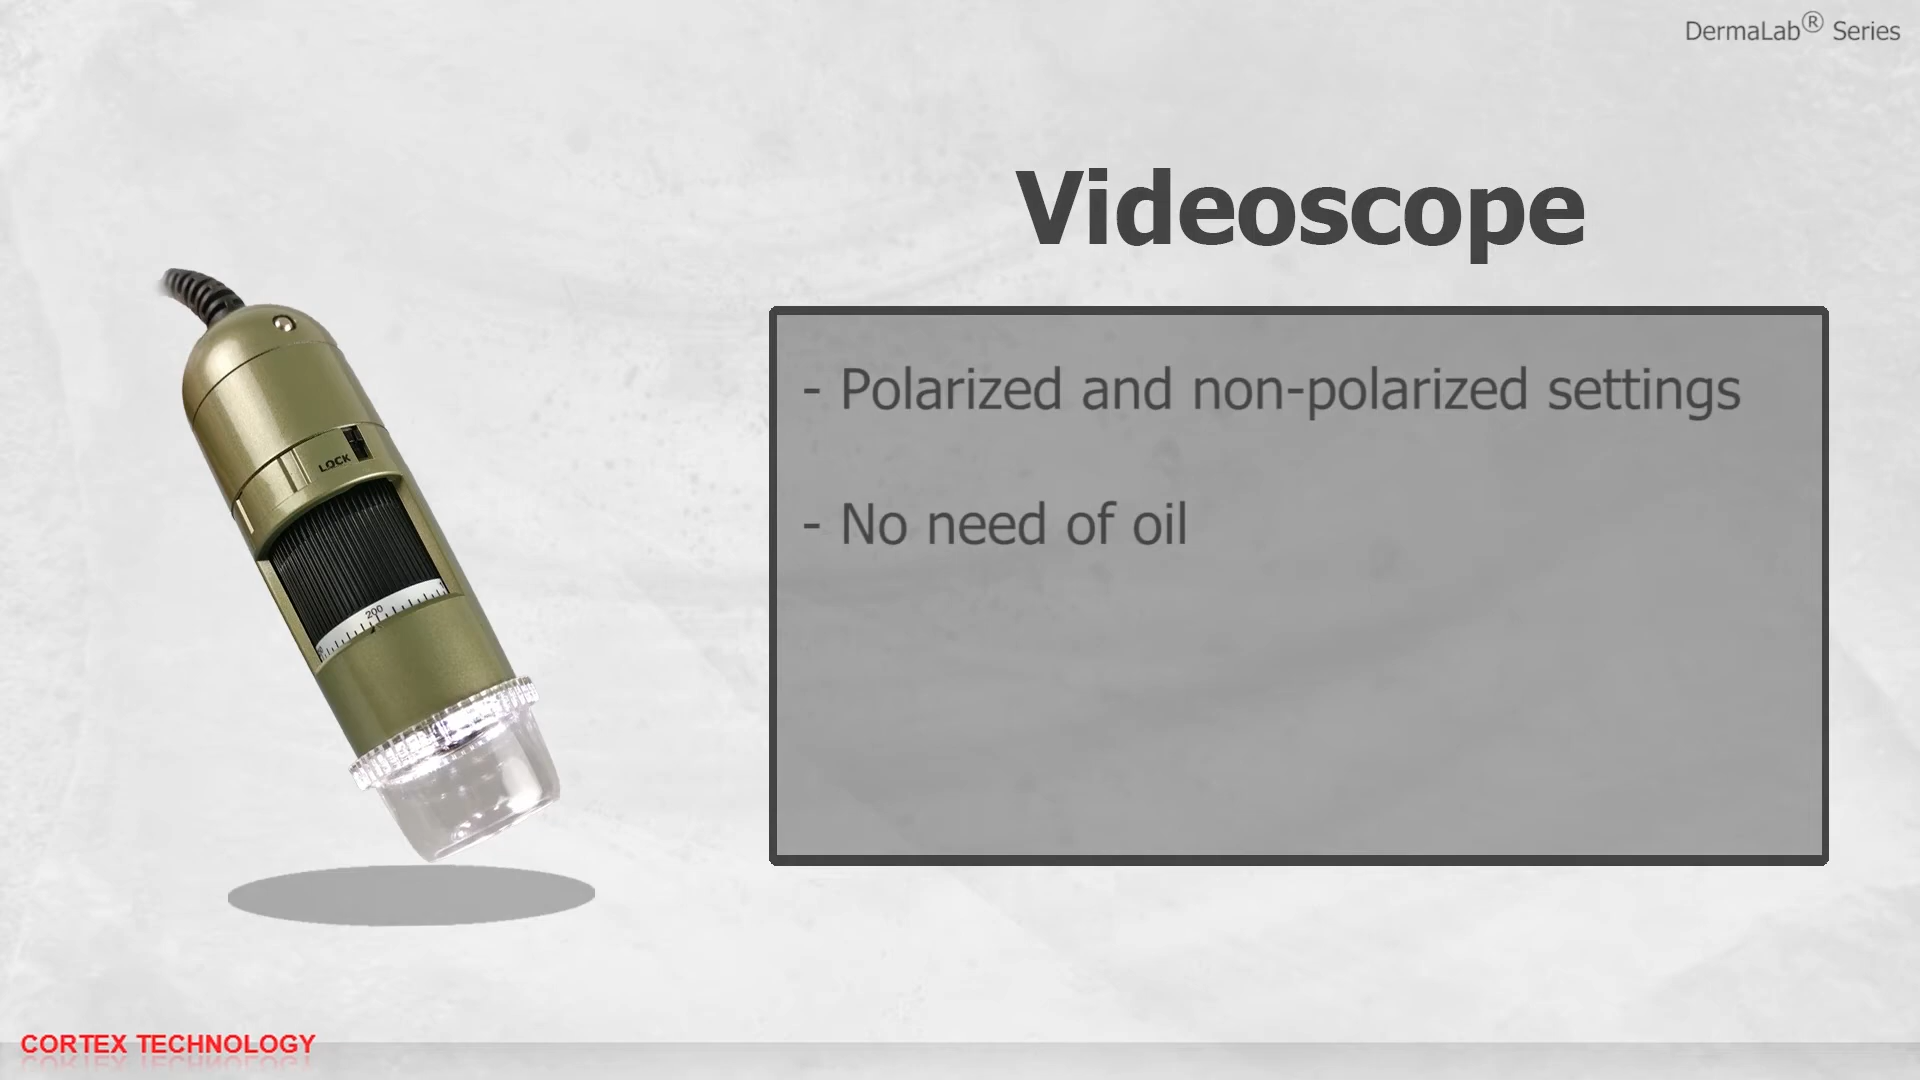 DermaLab® Series
Videoscope
- Polarized and non-polarized settings
- No need of oil
LOCK
200
CORTEX TECHNOLOGY